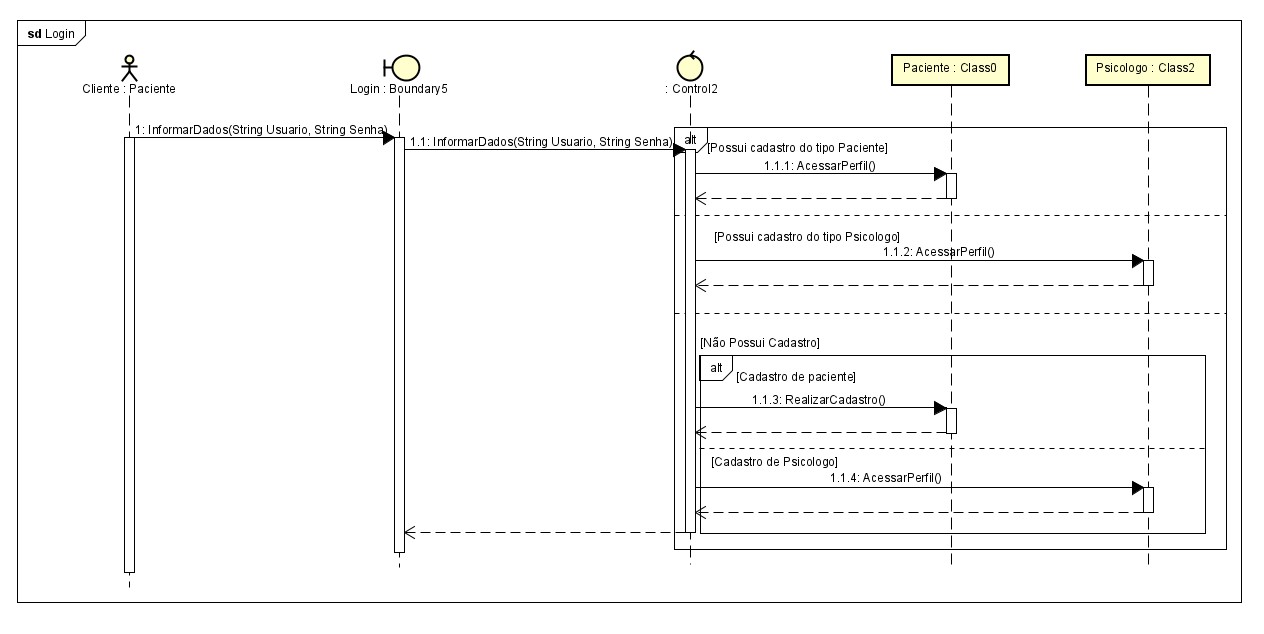 sd Login
Cliente : Paciente
Login : Boundary5
: Control2
Paciente : Class0
Psicologo : Class2
1: InformarDados(String Usuario, String Senha)
1.1: InformarDados(String Usuario, String Senha)
alt
[Possui cadastro do tipo Paciente]
1.1.1: AcessarPerfil()
[Possui cadastro do tipo Psicologo]
1.1.2: AcessarPerfil()
[Não Possui Cadastro]
alt
[Cadastro de paciente]
1.1.3: RealizarCadastro()
[Cadastro de Psicologo]
1.1.4: AcessarPerfil()